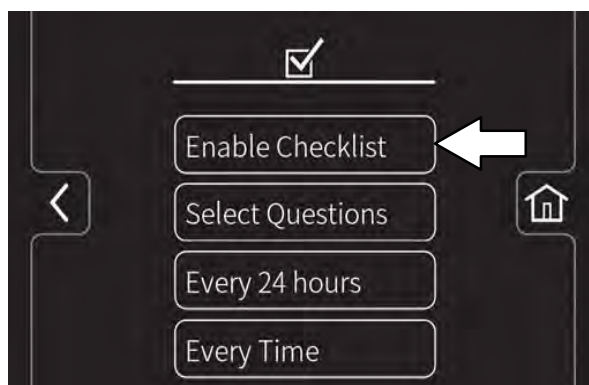 Enable Checklist
Select Questions
Every 24 hours
Every Time